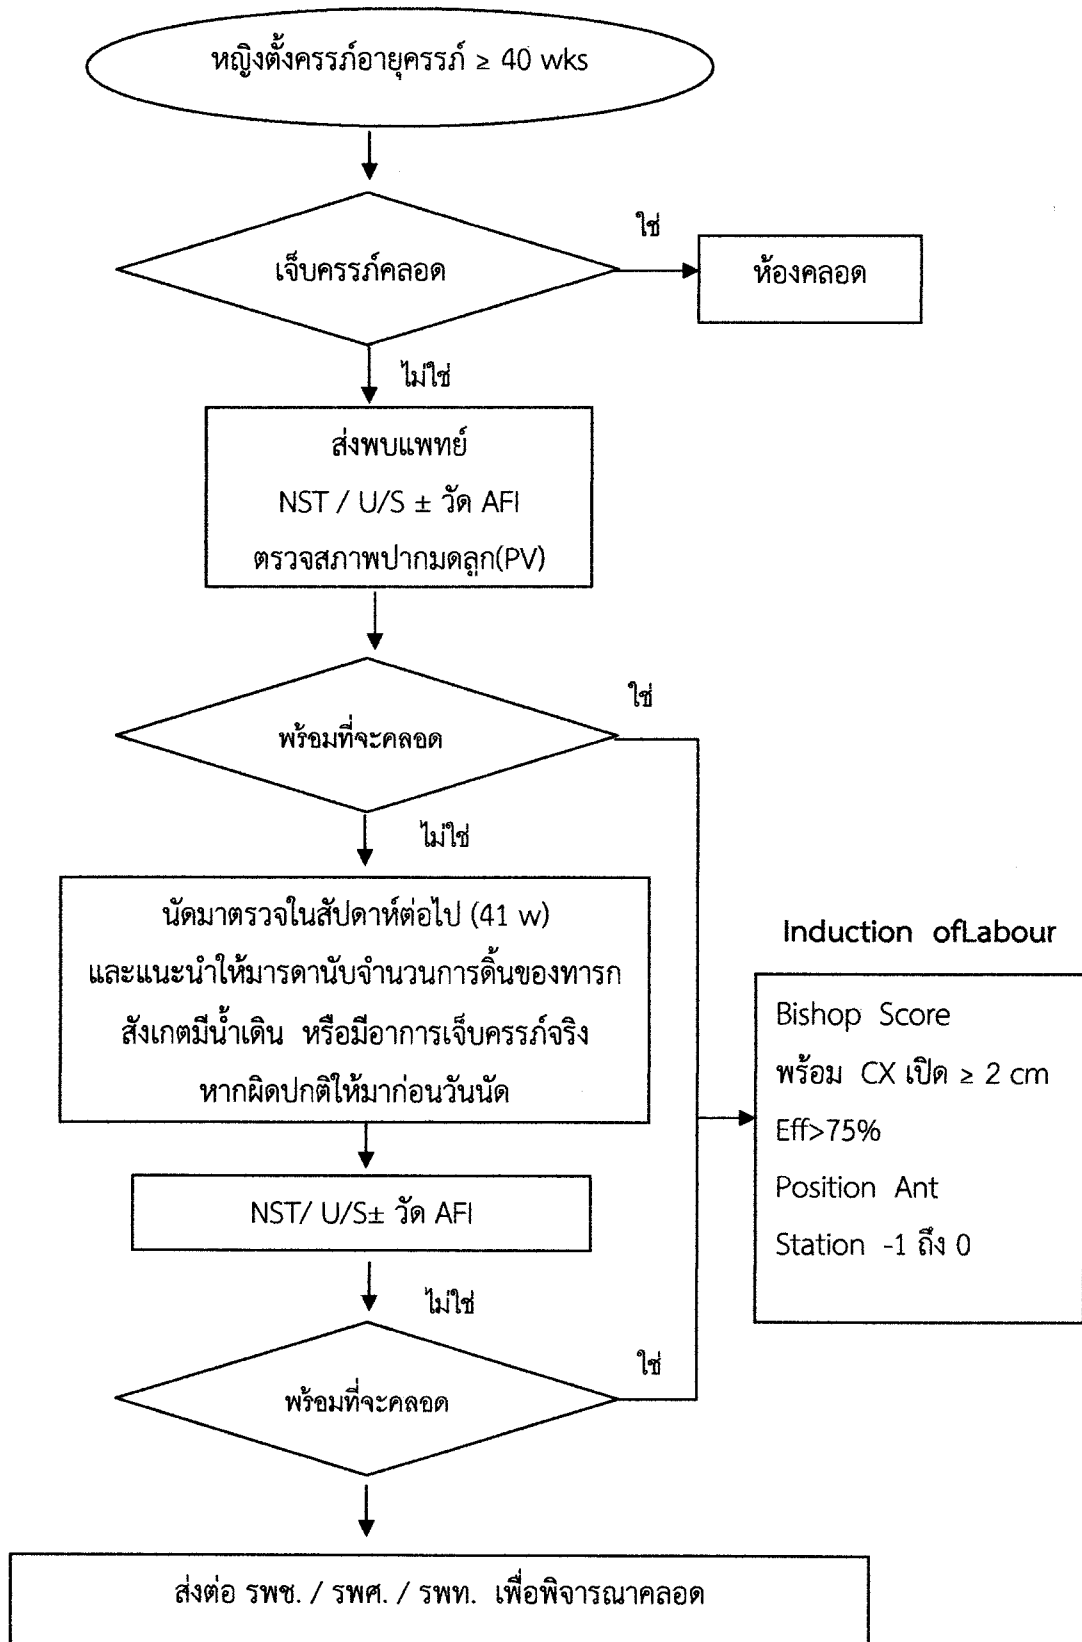 หญิงตั้งครรภ์อายุครรภ์ ≥ 40 wks
เจ็บครรภ์คลอด
ใช่
ห้องคลอด
ไม่ใช่
ส่งพบแพทย์
NST / U/S ± วัด AFI
ตรวจสภาพปากมดลูก(PV)
พร้อมที่จะคลอด
ใช่
ไม่ใช่
นัดมาตรวจในสัปดาห์ต่อไป (41 w)
และแนะนำให้มารดานับจำนวนการดิ้นของทารก
สังเกตมีน้ำเดิน หรือมีอาการเจ็บครรภ์จริง
หากผิดปกติให้มาก่อนวันนัด
Induction ofLabour
Bishop Score
พร้อม CX เปิด ≥ 2 cm
Eff>75%
Position Ant
Station -1 ถึง 0
NST/ U/S± วัด AFI
ไม่ใช่
พร้อมที่จะคลอด
ใช่
ส่งต่อ รพช. / รพศ. / รพท. เพื่อพิจารณาคลอด